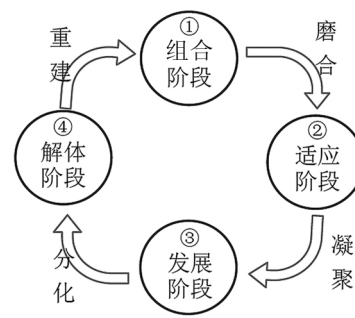 ①
组合
阶段
磨
合
②
适应
阶段
凝
聚
③
发展
阶段
分
化
④
解体
阶段
重
建